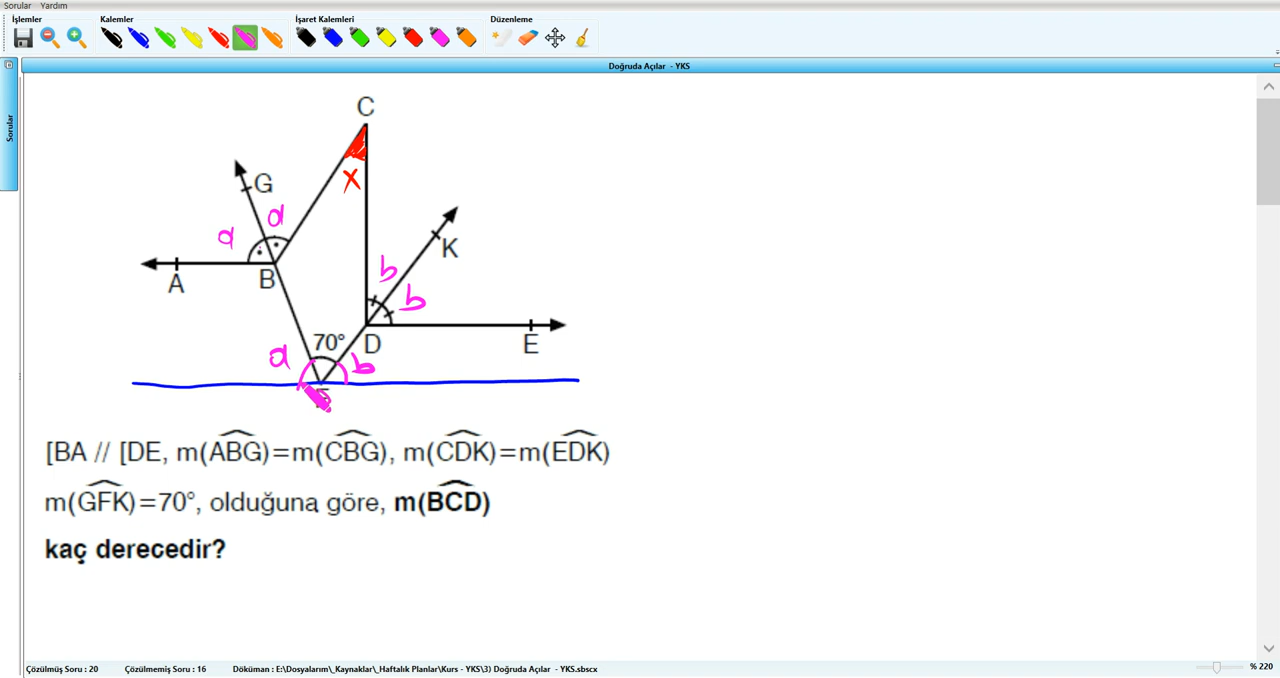 Sorular Yardım
İşlemler Kalemler İşaret Kalemleri Düzenleme
Doğruda Açılar - YKS
Sorular
C
X
G
a a
K
A B
b b
70° D E
a b
[BA // [DE, m(ABG)=m(CBG), m(CDK)=m(EDK)
m(GFK)=70°, olduğuna göre, m(BCD)
kaç derecedir?
Çözülmüş Soru : 20 Çözülmemiş Soru : 16 Döküman : E:\Dosyalarım\_Kaynaklar\_Haftalık Planlar\Kurs - YKS\3) Doğruda Açılar - YKS.sbscx % 220